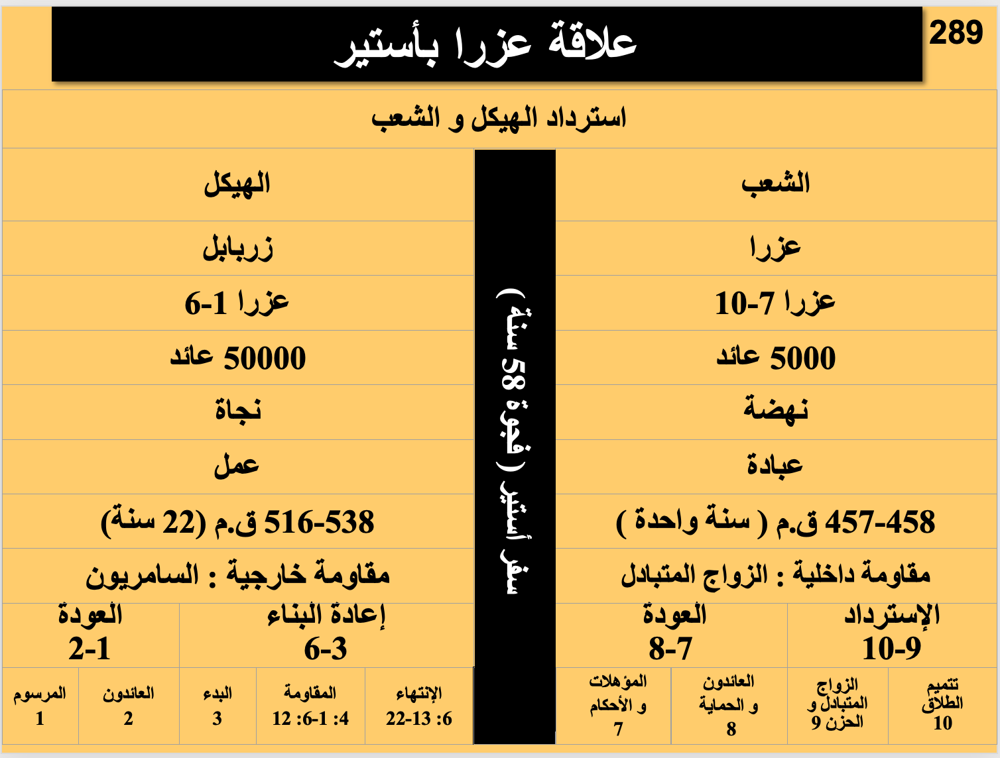 289
علاقة عزرا بأستير
استرداد الهيكل و الشعب
الشعب
الهيكل
عزرا
زربابل
عزرا 7-10
عزرا 1-6
5000 عائد
50000 عائد
نهضة
نجاة
عبادة
عمل
457-458 ق.م ( سنة واحدة )
516-538 ق.م (22 سنة)
مقاومة داخلية : الزواج المتبادل
مقاومة خارجية : السامريون
سفر أستير ( فجوة 58 سنة )
الإسترداد
10-9
العودة
8-7
إعادة البناء
6-3
العودة
2-1
تتميم
الطلاق
10
الزواج
المتبادل و
الحزن 9
العائدون
و الحماية
8
المؤهلات
و الأحكام
7
الإنتهاء
6: 13-22
المقاومة
4: 1-6: 12
البدء
3
العائدون
2
المرسوم
1